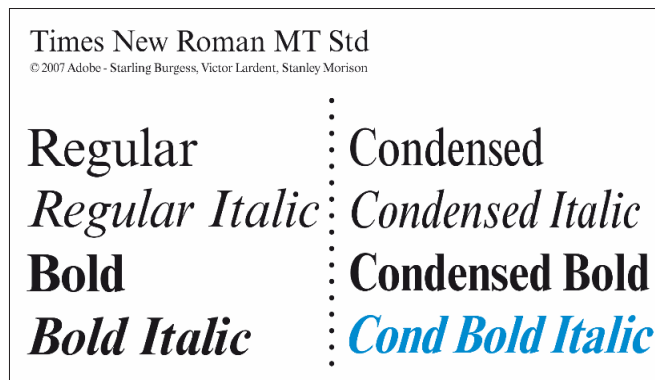 Times New Roman MT Std
© 2007 Adobe - Starling Burgess, Victor Lardent, Stanley Morison
Regular
Regular Italic
Bold
Bold Italic
Condensed
Condensed Italic
Condensed Bold
Cond Bold Italic